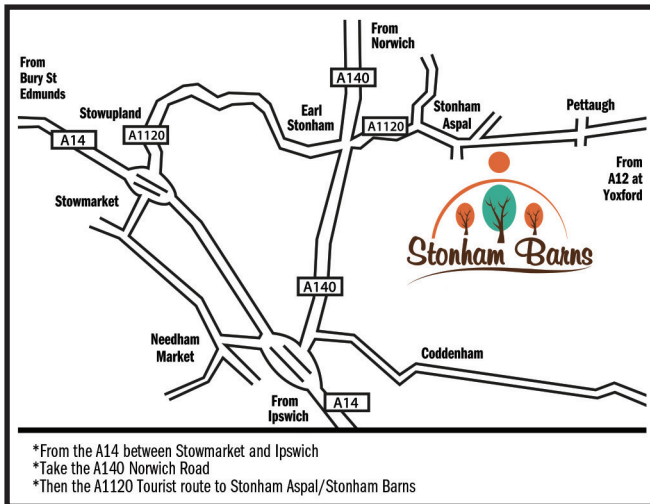 From
Norwich
From
Bury St
Edmunds
A140
Stowupland
Earl
Stonham
A1120
Stonham
Aspal
Pettaugh
A14
A1120
From
A12 at
Yoxford
Stowmarket
Stonham Barns
A140
Needham
Market
Coddenham
From
Ipswich
A14
*From the A14 between Stowmarket and Ipswich
*Take the A140 Norwich Road
*Then the A1120 Tourist route to Stonham Aspal/Stonham Barns